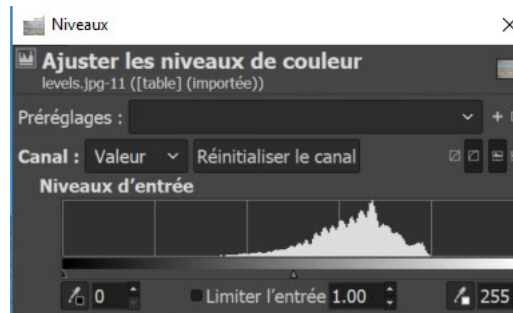 Niveaux
Ajuster les niveaux de couleur
levels.jpg-11 ([table] (importée))
Préréglages :
Canal : Valeur Réinitialiser le canal
Niveaux d’entrée
0 Limiter l’entrée 1.00 255